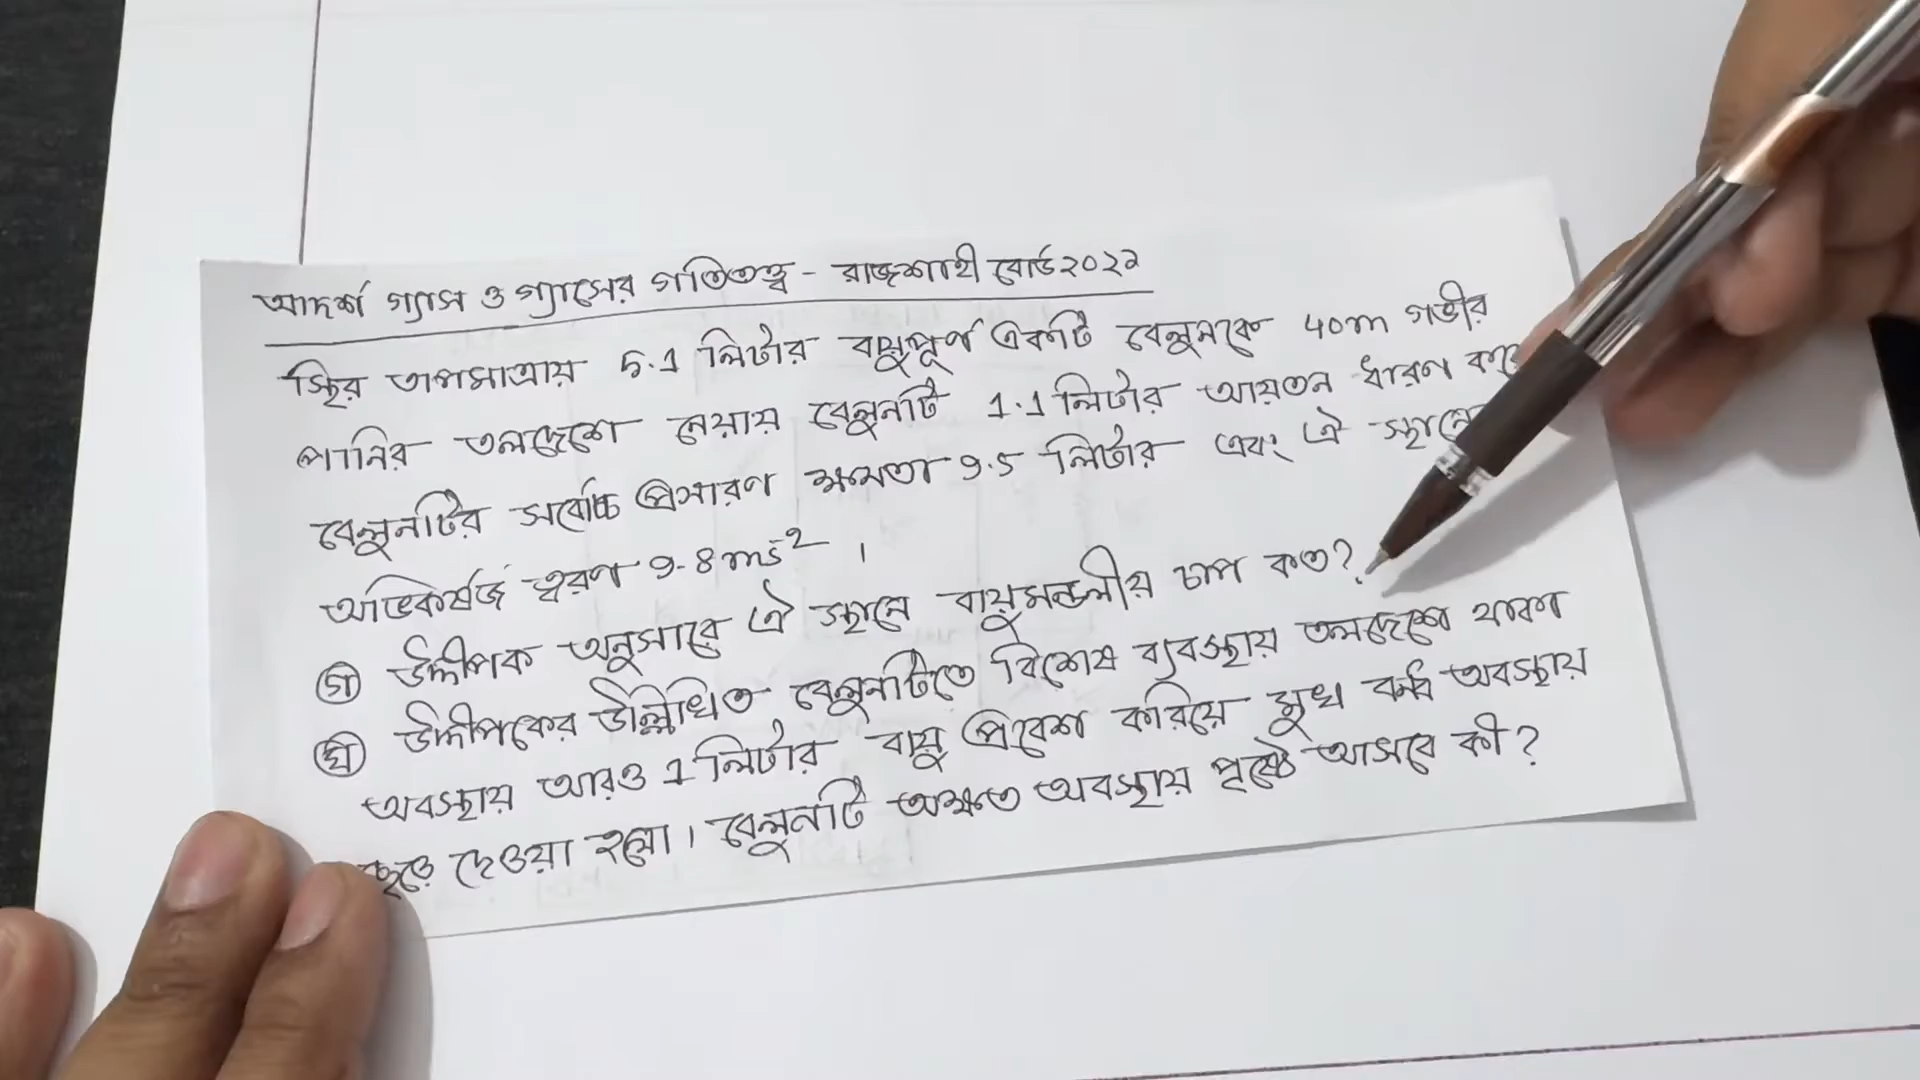 আদর্শ গ্যাস ও গ্যাসের গতিতত্ত্ব - রাজশাহী বোর্ড ২০২২
স্থির তাপমাত্রায় 5.1 লিটার বায়ুপূর্ণ একটি বেলুনকে 40m গভীর
পানির তলদেশে নেয়ায় বেলুনটি 1.1 লিটার আয়তন ধারণ করে
বেলুনটির সর্বোচ্চ প্রসারণ ক্ষমতা 9.5 লিটার এবং ঐ স্থানের
অভিকর্ষজ ত্বরণ 9.8 ms⁻² ।
গ উদ্দীপক অনুসারে ঐ স্থানে বায়ুমন্ডলীয় চাপ কত?
ঘ উদ্দীপকের উল্লিখিত বেলুনটিতে বিশেষ ব্যবস্থায় তলদেশে থাকা
অবস্থায় আরও 1 লিটার বায়ু প্রবেশ করিয়ে মুখ বন্ধ অবস্থায়
ছেড়ে দেওয়া হলো। বেলুনটি অক্ষত অবস্থায় পৃষ্ঠে আসবে কী?